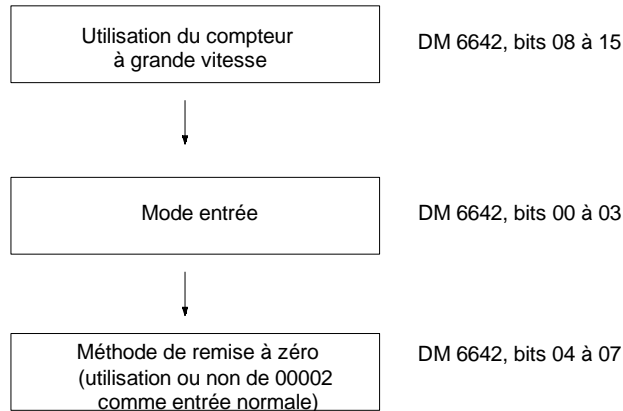 Utilisation du compteur
à grande vitesse
DM 6642, bits 08 à 15
Mode entrée
DM 6642, bits 00 à 03
Méthode de remise à zéro
(utilisation ou non de 00002
comme entrée normale)
DM 6642, bits 04 à 07